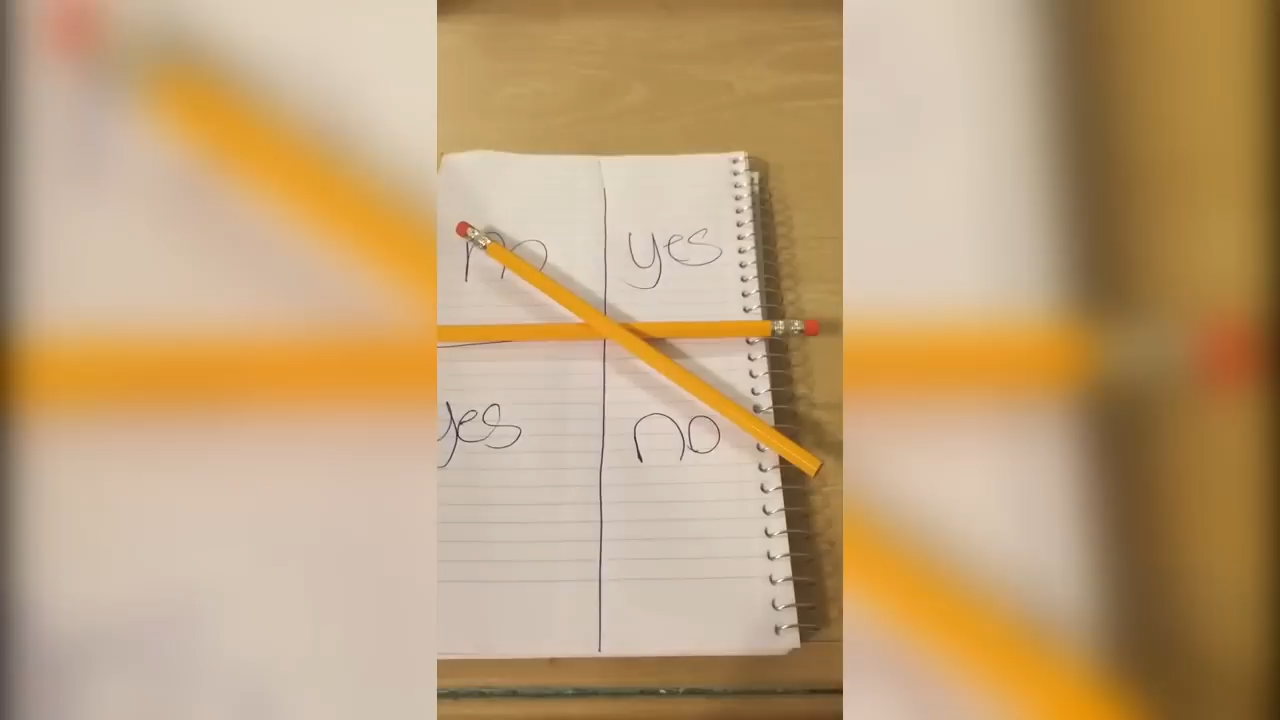 no yes
yes no